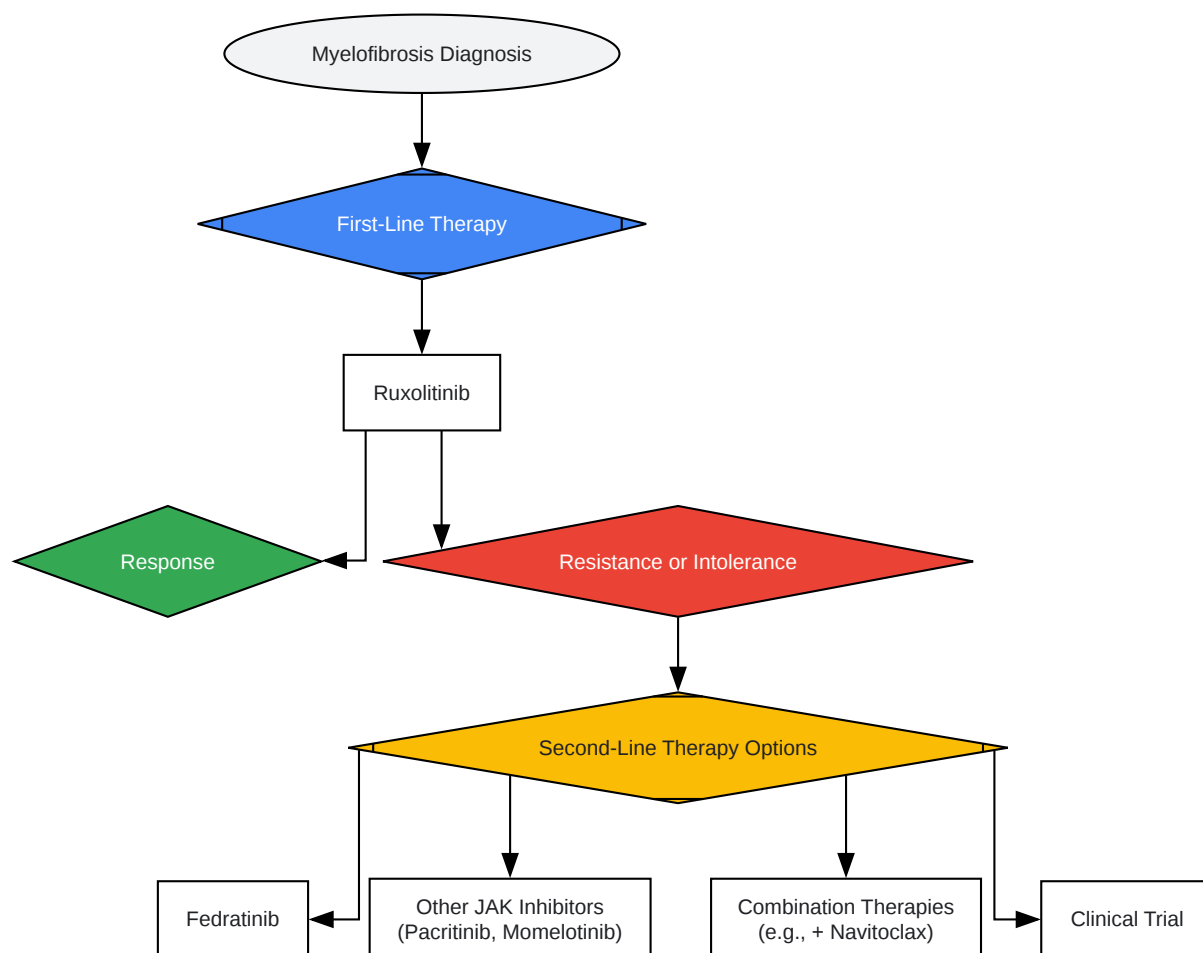 Myelofibrosis Diagnosis
First-Line Therapy
Ruxolitinib
Response
Resistance or Intolerance
Second-Line Therapy Options
Fedratinib
Other JAK Inhibitors
(Pacritinib, Momelotinib)
Combination Therapies
(e.g., + Navitoclax)
Clinical Trial